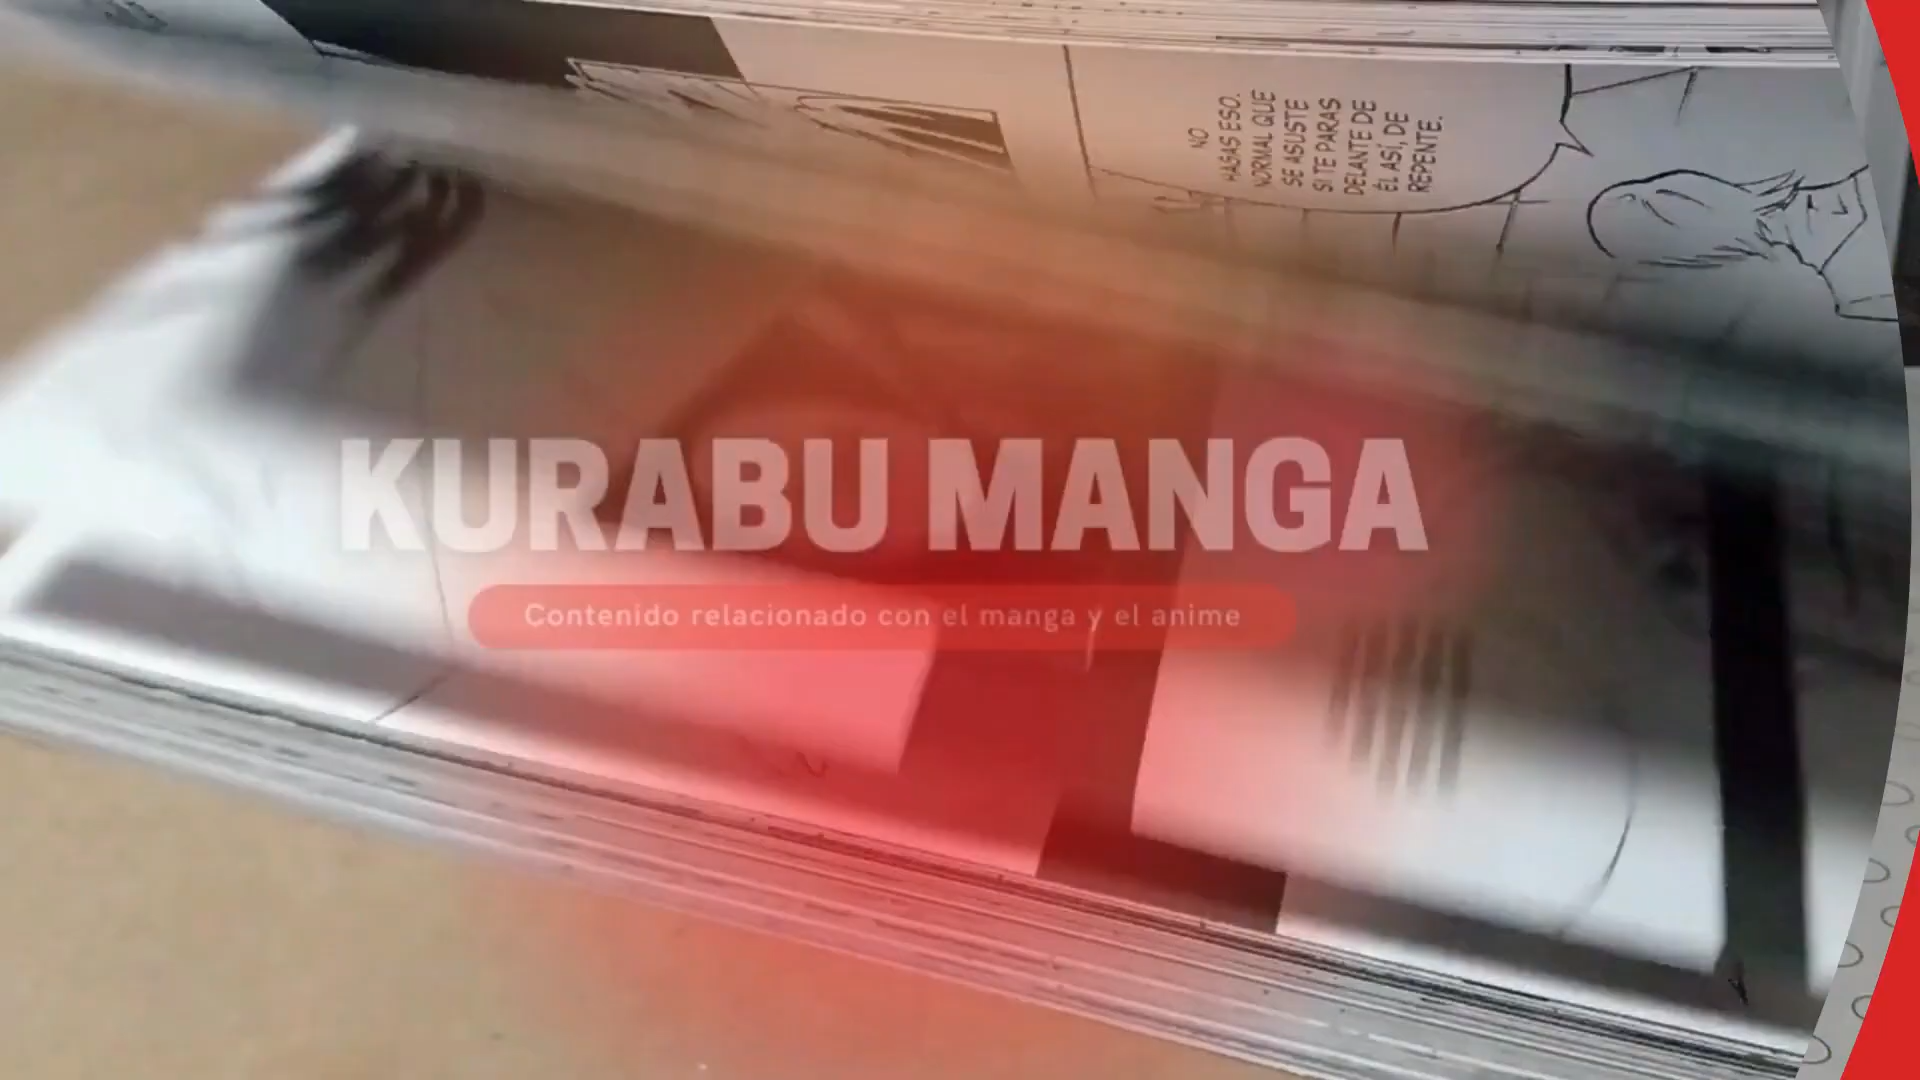 NO
HAGAS ESO.
NORMAL QUE
SE ASUSTE
SI TE PARAS
DELANTE DE
ÉL ASÍ, DE
REPENTE.
KURABU MANGA
Contenido relacionado con el manga y el anime